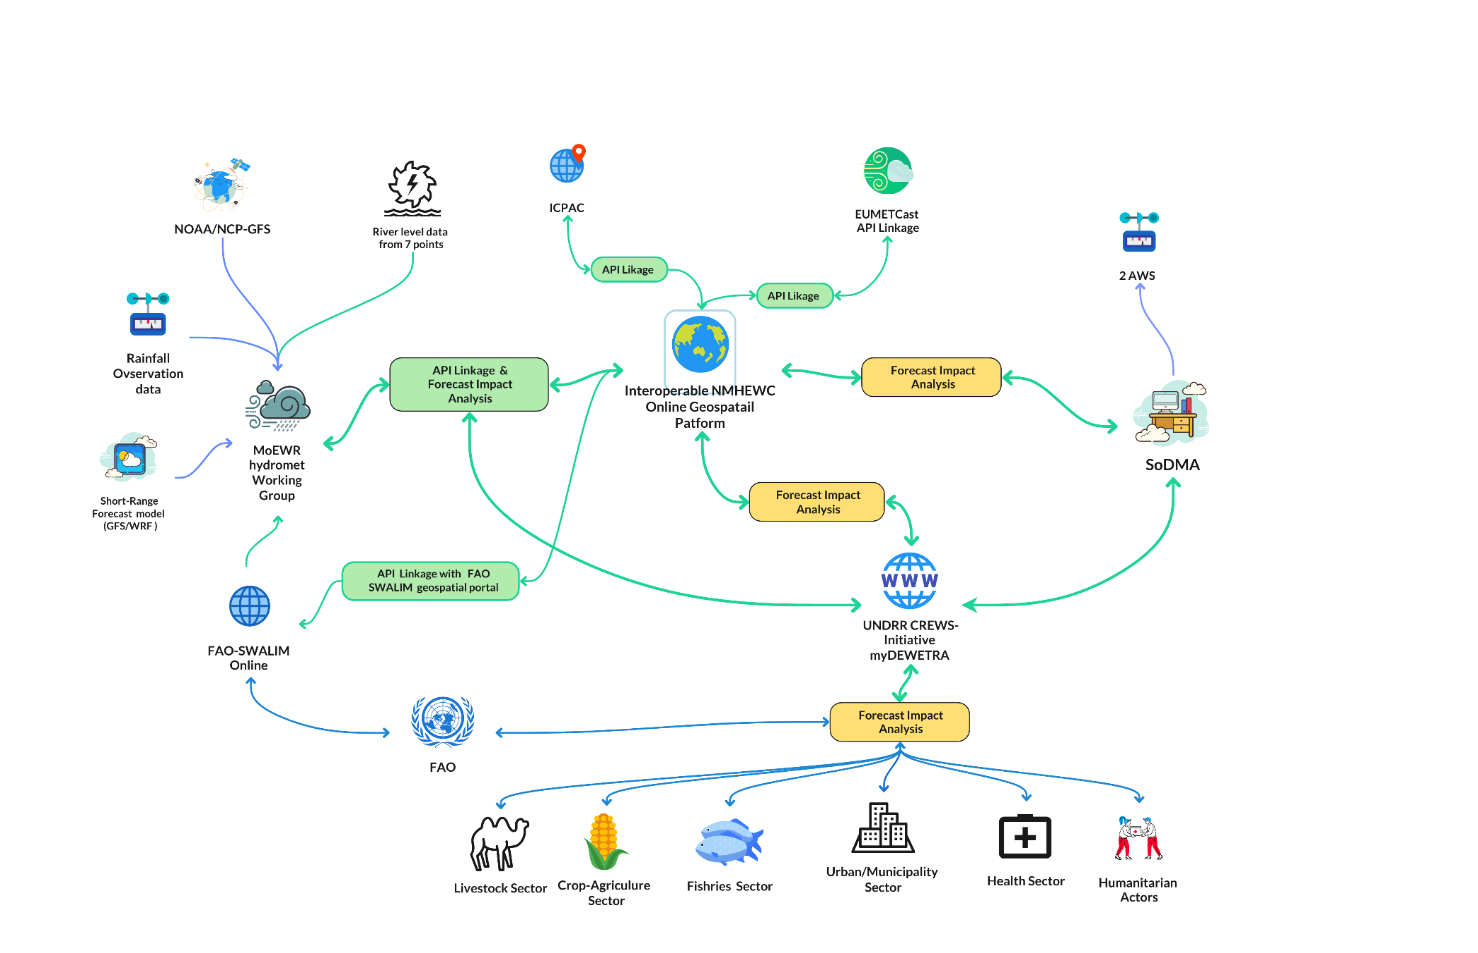 ICPAC
NOAA/NCP-GFS
River level data
from 7 points
EUMETCast
API Linkage
2 AWS
API Likage
API Likage
Rainfall
Ovservation
data
API Linkage &
Forecast Impact
Analysis
Interoperable NMHEWC
Online Geospatail
Patform
Forecast Impact
Analysis
MoEWR
hydromet
Working
Group
SoDMA
Short-Range
Forecast model
(GFS/WRF )
Forecast Impact
Analysis
API Linkage with FAO
SWALIM geospatial portal
WWW
UNDRR CREWS-
Initiative
myDEWETRA
FAO-SWALIM
Online
Forecast Impact
Analysis
FAO
Livestock Sector
Crop-Agriculure
Sector
Fishries Sector
Urban/Municipality
Sector
Health Sector
Humanitarian
Actors